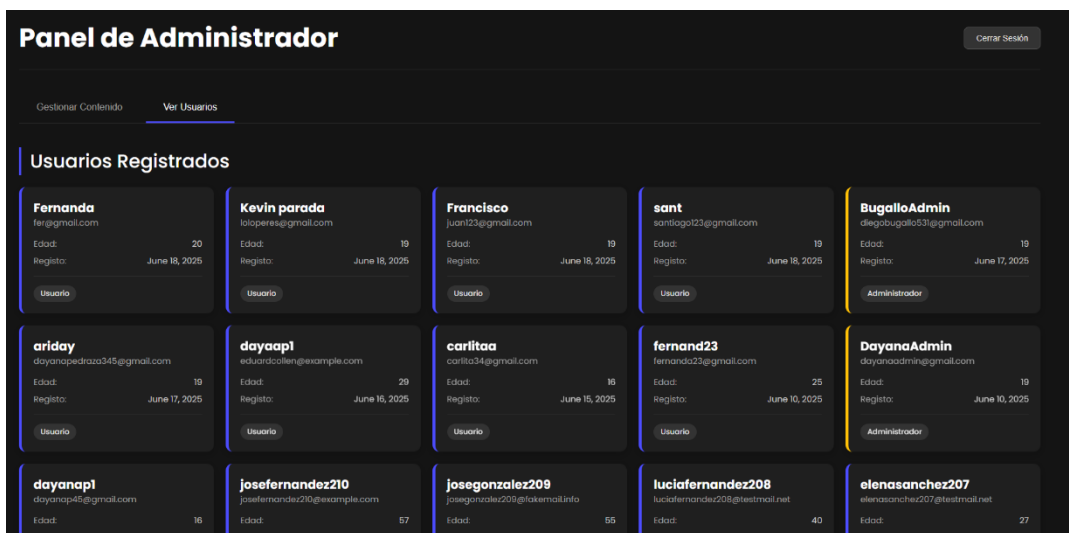 Panel de Administrador
Cerrar Sesión
Gestionar Contenido
Ver Usuarios
Usuarios Registrados
Fernanda
fer@gmail.com
Edad: 20
Registo: June 18, 2025
Usuario
Kevin parada
loloperes@gmail.com
Edad: 19
Registo: June 18, 2025
Usuario
Francisco
juan123@gmail.com
Edad: 19
Registo: June 18, 2025
Usuario
sant
santiago123@gmail.com
Edad: 19
Registo: June 18, 2025
Usuario
BugalloAdmin
diegobugallo531@gmail.com
Edad: 19
Registo: June 17, 2025
Administrador
ariday
dayanapedraza345@gmail.com
Edad: 19
Registo: June 17, 2025
Usuario
dayaap1
eduardcollen@example.com
Edad: 29
Registo: June 16, 2025
Usuario
carlitaa
carlita34@gmail.com
Edad: 16
Registo: June 15, 2025
Usuario
fernand23
fernanda23@gmail.com
Edad: 25
Registo: June 10, 2025
Usuario
DayanaAdmin
dayanaadmin@gmail.com
Edad: 19
Registo: June 10, 2025
Administrador
dayanap1
dayanap45@gmail.com
Edad: 16
josefernandez210
josefernandez210@example.com
Edad: 57
josegonzalez209
josegonzalez209@fakemail.info
Edad: 55
luciafernandez208
luciafernandez208@testmail.net
Edad: 40
elenasanchez207
elenasanchez207@testmail.net
Edad: 27